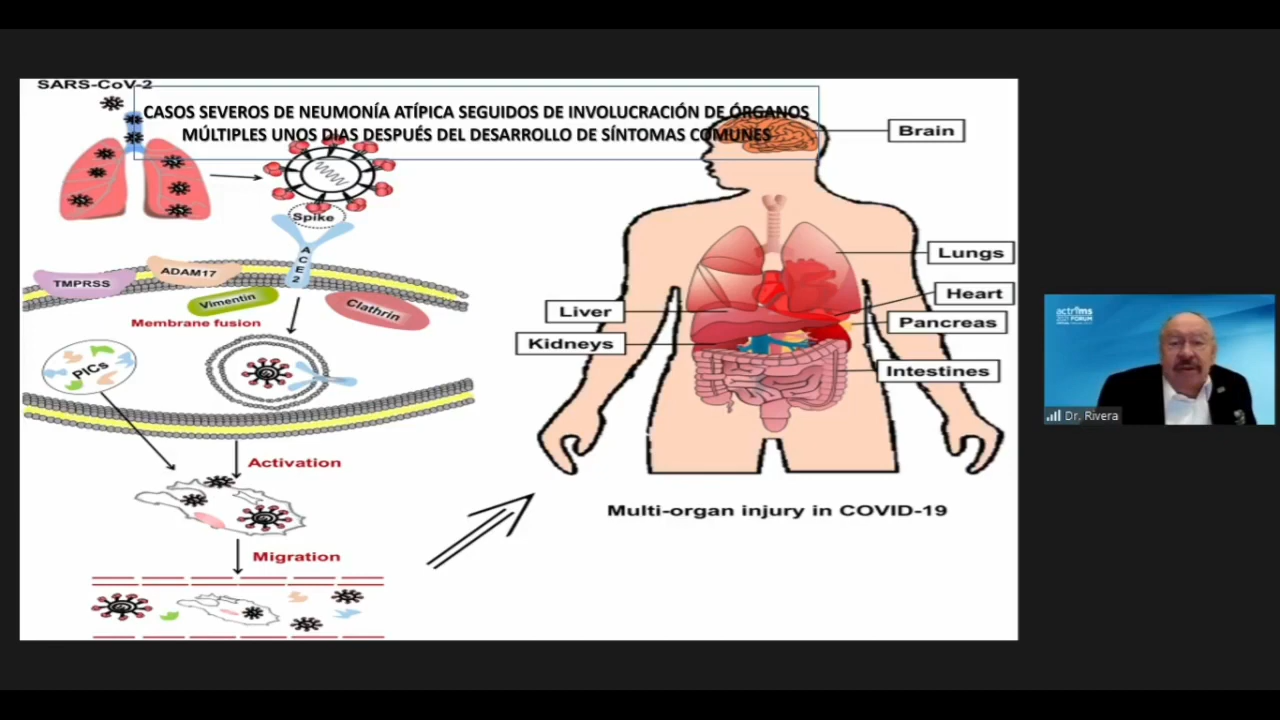 SARS-CoV-2
CASOS SEVEROS DE NEUMONÍA ATÍPICA SEGUIDOS DE INVOLUCRACIÓN DE ÓRGANOS
MÚLTIPLES UNOS DIAS DESPUÉS DEL DESARROLLO DE SÍNTOMAS COMUNES
Spike
ACE2
TMPRSS
ADAM17
Vimentin
Clathrin
Membrane fusion
PICs
Activation
Migration
Brain
Lungs
Heart
Liver
Pancreas
Kidneys
Intestines
Multi-organ injury in COVID-19
2021 FORUM
Dr. Rivera